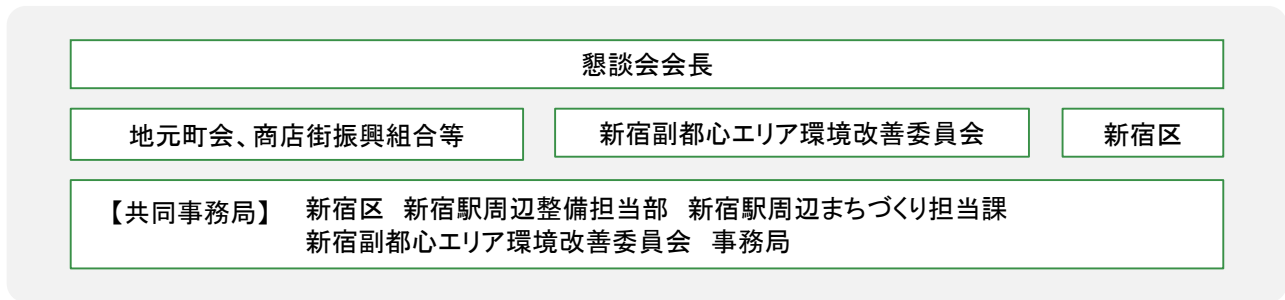 懇談会会長
地元町会、商店街振興組合等
新宿副都心エリア環境改善委員会
新宿区
【共同事務局】 新宿区 新宿駅周辺整備担当部 新宿駅周辺まちづくり担当課
新宿副都心エリア環境改善委員会 事務局